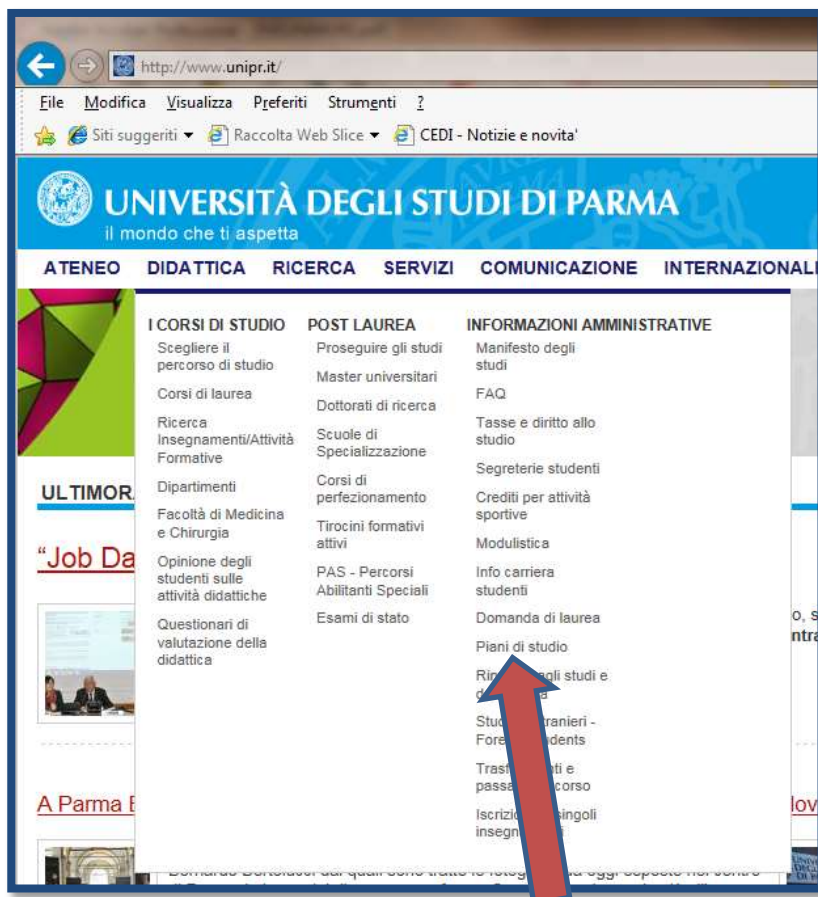 http://www.unipr.it/
File Modifica Visualizza Preferiti Strumenti ?
Siti suggeriti Raccolta Web Slice CEDI - Notizie e novita'
UNIVERSITÀ DEGLI STUDI DI PARMA
il mondo che ti aspetta
ATENEO DIDATTICA RICERCA SERVIZI COMUNICAZIONE INTERNAZIONALI
I CORSI DI STUDIO
Scegliere il
percorso di studio
Corsi di laurea
Ricerca
Insegnamenti/Attività
Formative
Dipartimenti
Facoltà di Medicina
e Chirurgia
Opinione degli
studenti sulle
attività didattiche
Questionari di
valutazione della
didattica
POST LAUREA
Proseguire gli studi
Master universitari
Dottorati di ricerca
Scuole di
Specializzazione
Corsi di
perfezionamento
Tirocini formativi
attivi
PAS - Percorsi
Abilitanti Speciali
Esami di stato
INFORMAZIONI AMMINISTRATIVE
Manifesto degli
studi
FAQ
Tasse e diritto allo
studio
Segreterie studenti
Crediti per attività
sportive
Modulistica
Info carriera
studenti
Domanda di laurea
Piani di studio
studi e
corso
singoli
ULTIMOR
"Job Da
A Parma